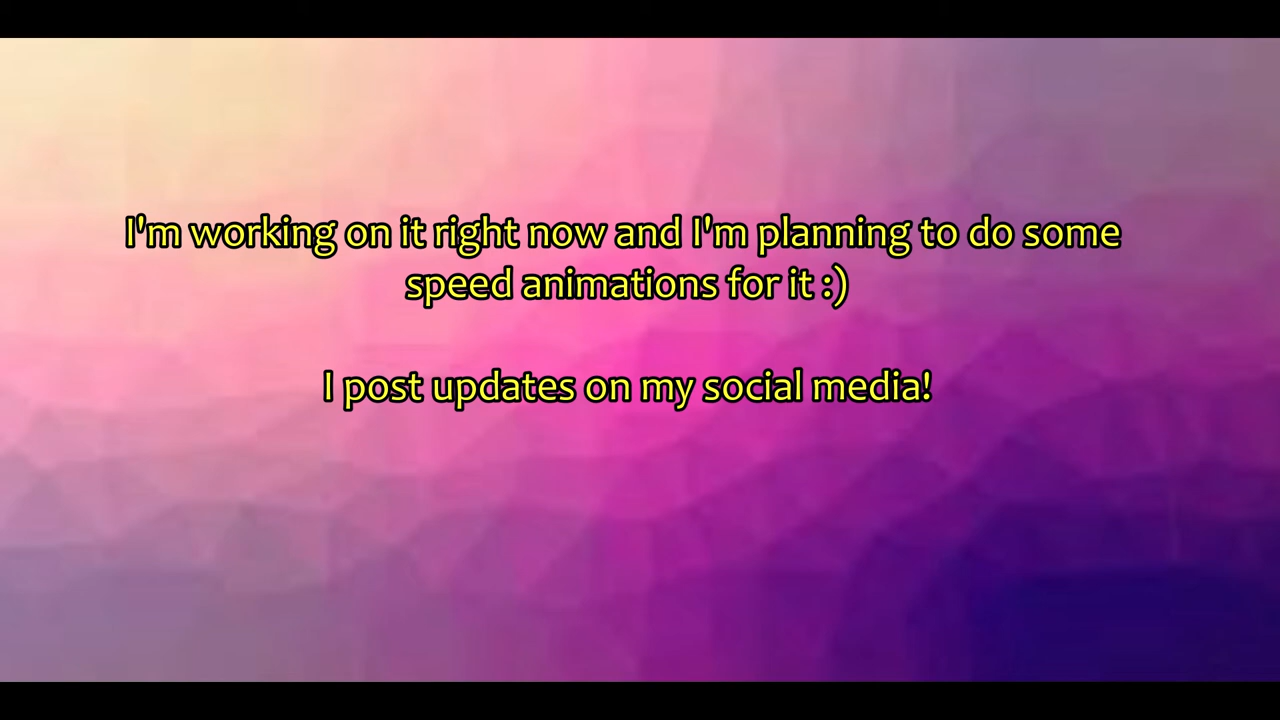 I'm working on it right now and I'm planning to do some
speed animations for it :)
I post updates on my social media!